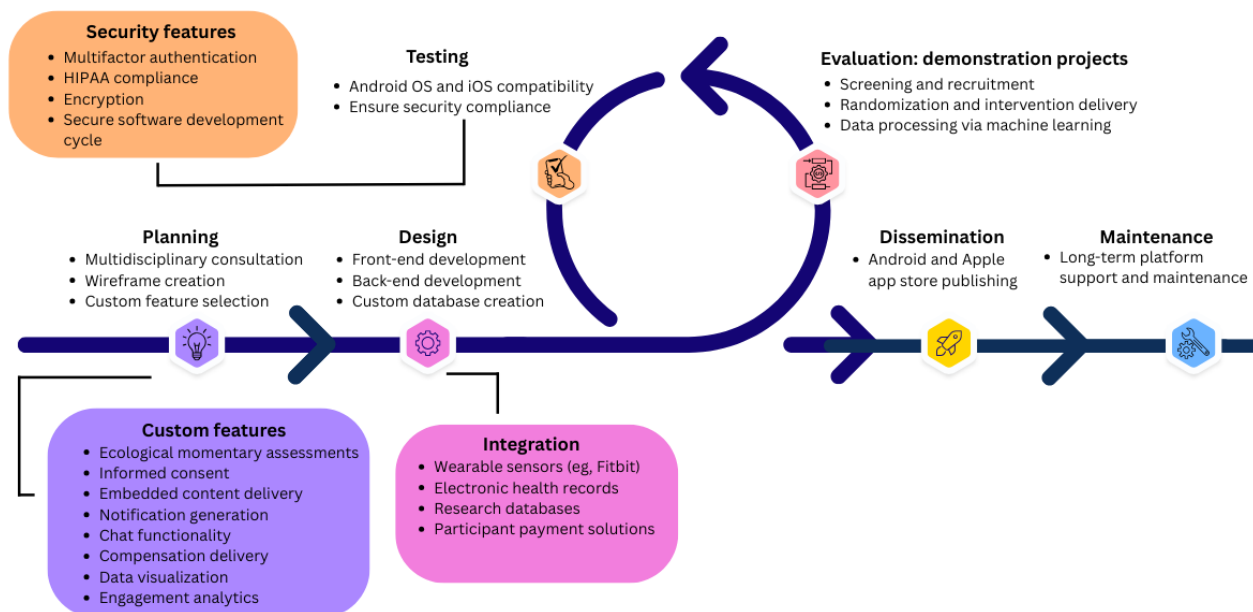 Security features
• Multifactor authentication
• HIPAA compliance
• Encryption
• Secure software development
cycle
Testing
• Android OS and iOS compatibility
• Ensure security compliance
Evaluation: demonstration projects
• Screening and recruitment
• Randomization and intervention delivery
• Data processing via machine learning
Planning
• Multidisciplinary consultation
• Wireframe creation
• Custom feature selection
Design
• Front-end development
• Back-end development
• Custom database creation
Dissemination
• Android and Apple
app store publishing
Maintenance
• Long-term platform
support and maintenance
Custom features
• Ecological momentary assessments
• Informed consent
• Embedded content delivery
• Notification generation
• Chat functionality
• Compensation delivery
• Data visualization
• Engagement analytics
Integration
• Wearable sensors (eg, Fitbit)
• Electronic health records
• Research databases
• Participant payment solutions